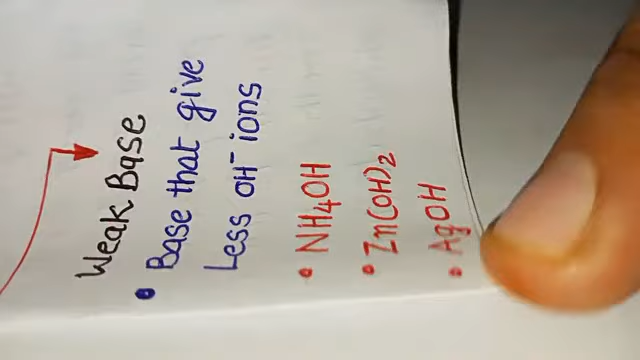 Weak Base
• Base that give
Less OH⁻ ions
• NH₄OH
• Zn(OH)₂
• AgOH